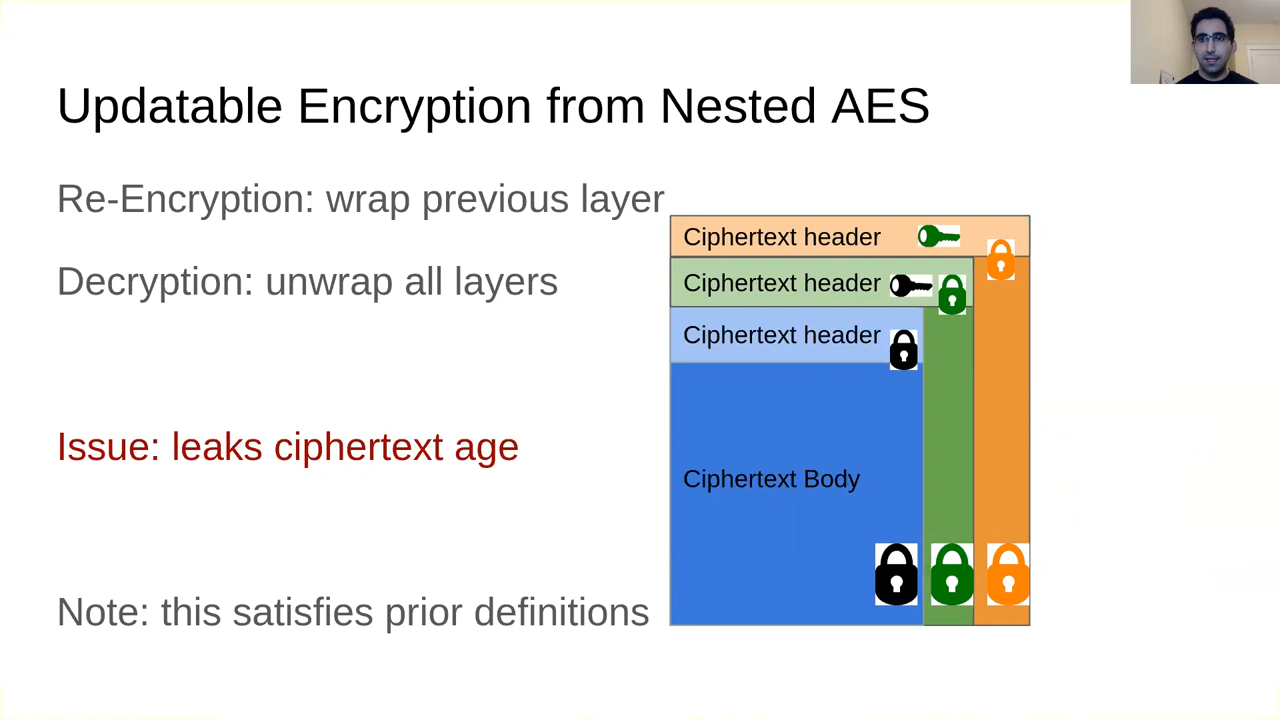 Updatable Encryption from Nested AES
Re-Encryption: wrap previous layer
Decryption: unwrap all layers
Issue: leaks ciphertext age
Note: this satisfies prior definitions
Ciphertext header
Ciphertext header
Ciphertext header
Ciphertext Body